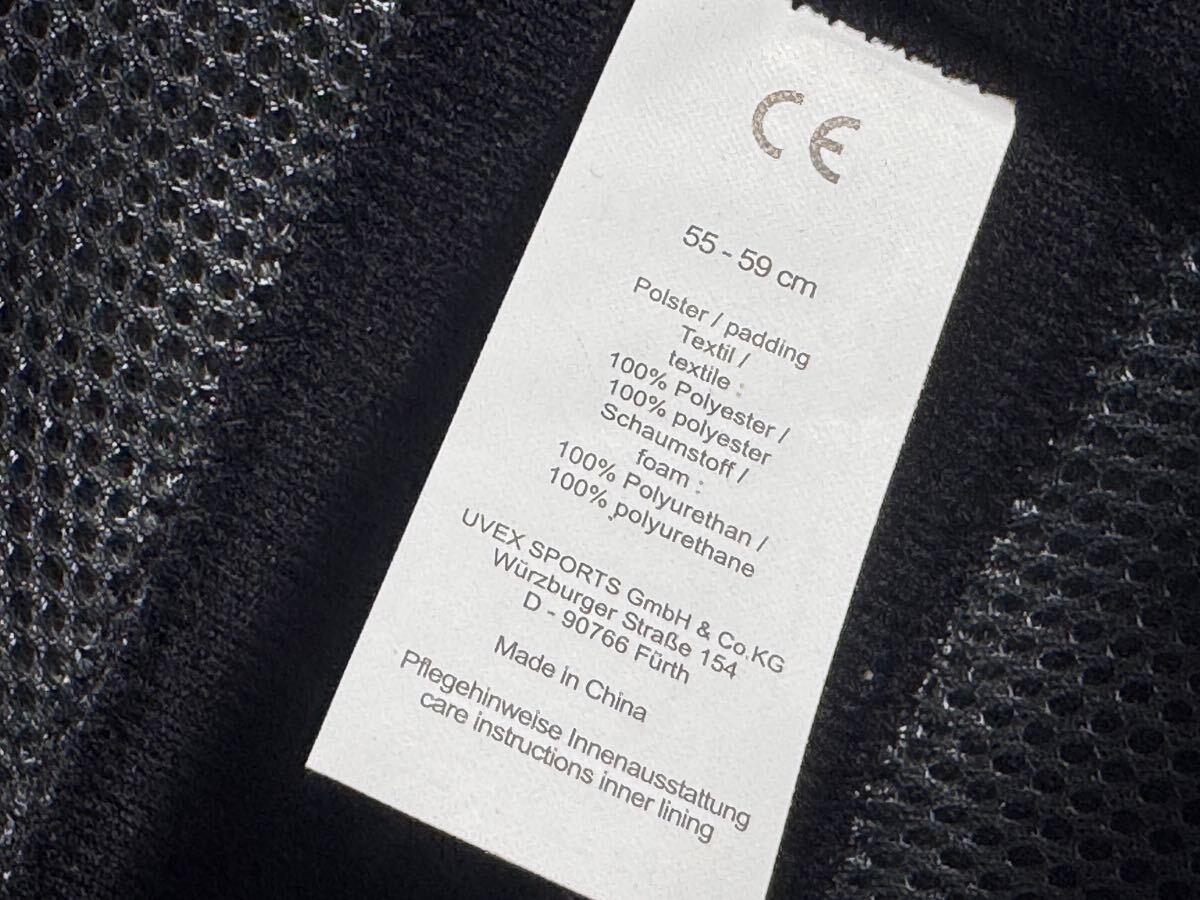 CE
55 - 59 cm
Polster / padding
Textil /
textile :
100% Polyester /
100% polyester
Schaumstoff /
foam :
100% Polyurethan /
100% polyurethane
UVEX SPORTS GmbH & Co.KG
Würzburger Straße 154
D - 90766 Fürth
Made in China
Pflegehinweise Innenausstattung
care instructions inner lining